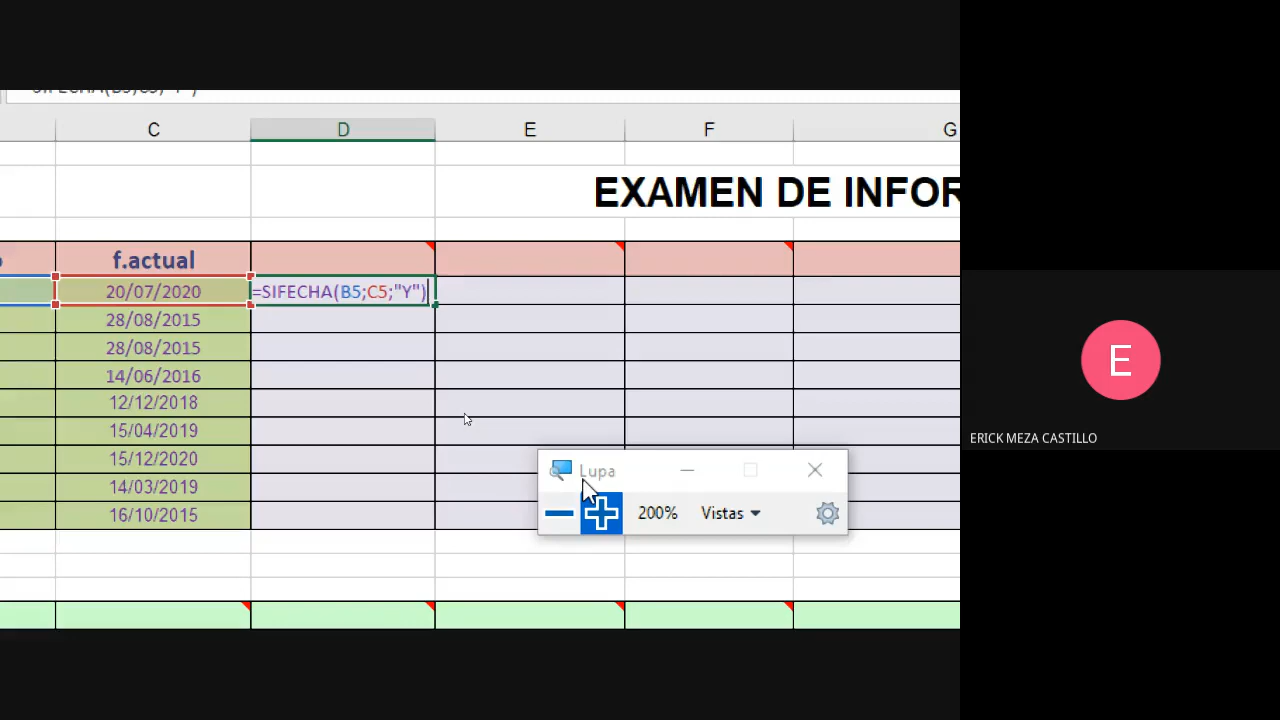 C D E F G
EXAMEN DE INFOR
f.actual
20/07/2020 =SIFECHA(B5;C5;"Y")
28/08/2015
28/08/2015
14/06/2016
12/12/2018
15/04/2019
15/12/2020
14/03/2019
16/10/2015
Lupa
200% Vistas
E
ERICK MEZA CASTILLO